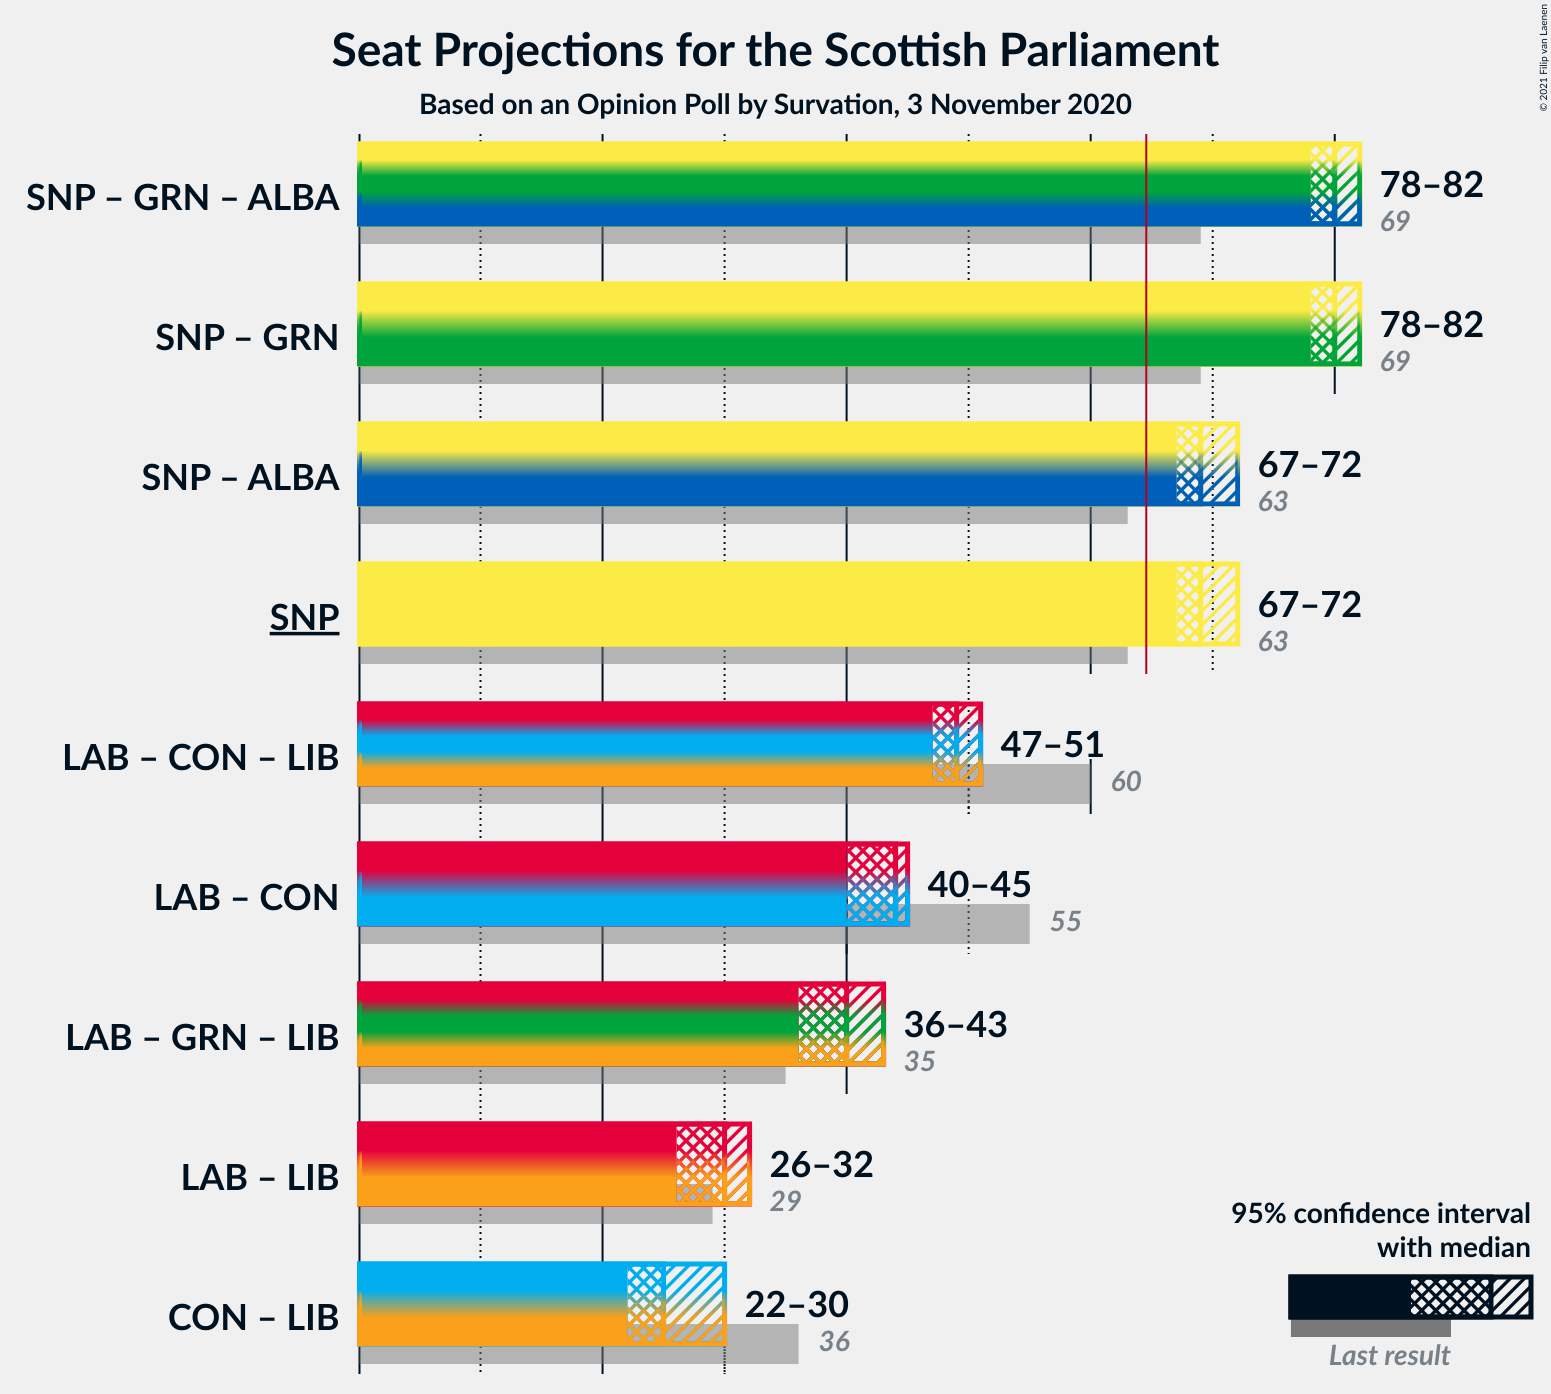 Seat Projections for the Scottish Parliament
Based on an Opinion Poll by Survation, 3 November 2020
© 2021 Filip van Laenen
SNP – GRN – ALBA
78–82
69
SNP – GRN
78–82
69
SNP – ALBA
67–72
63
SNP
67–72
63
LAB – CON – LIB
47–51
60
LAB – CON
40–45
55
LAB – GRN – LIB
36–43
35
LAB – LIB
26–32
29
CON – LIB
22–30
36
95% confidence interval
with median
Last result